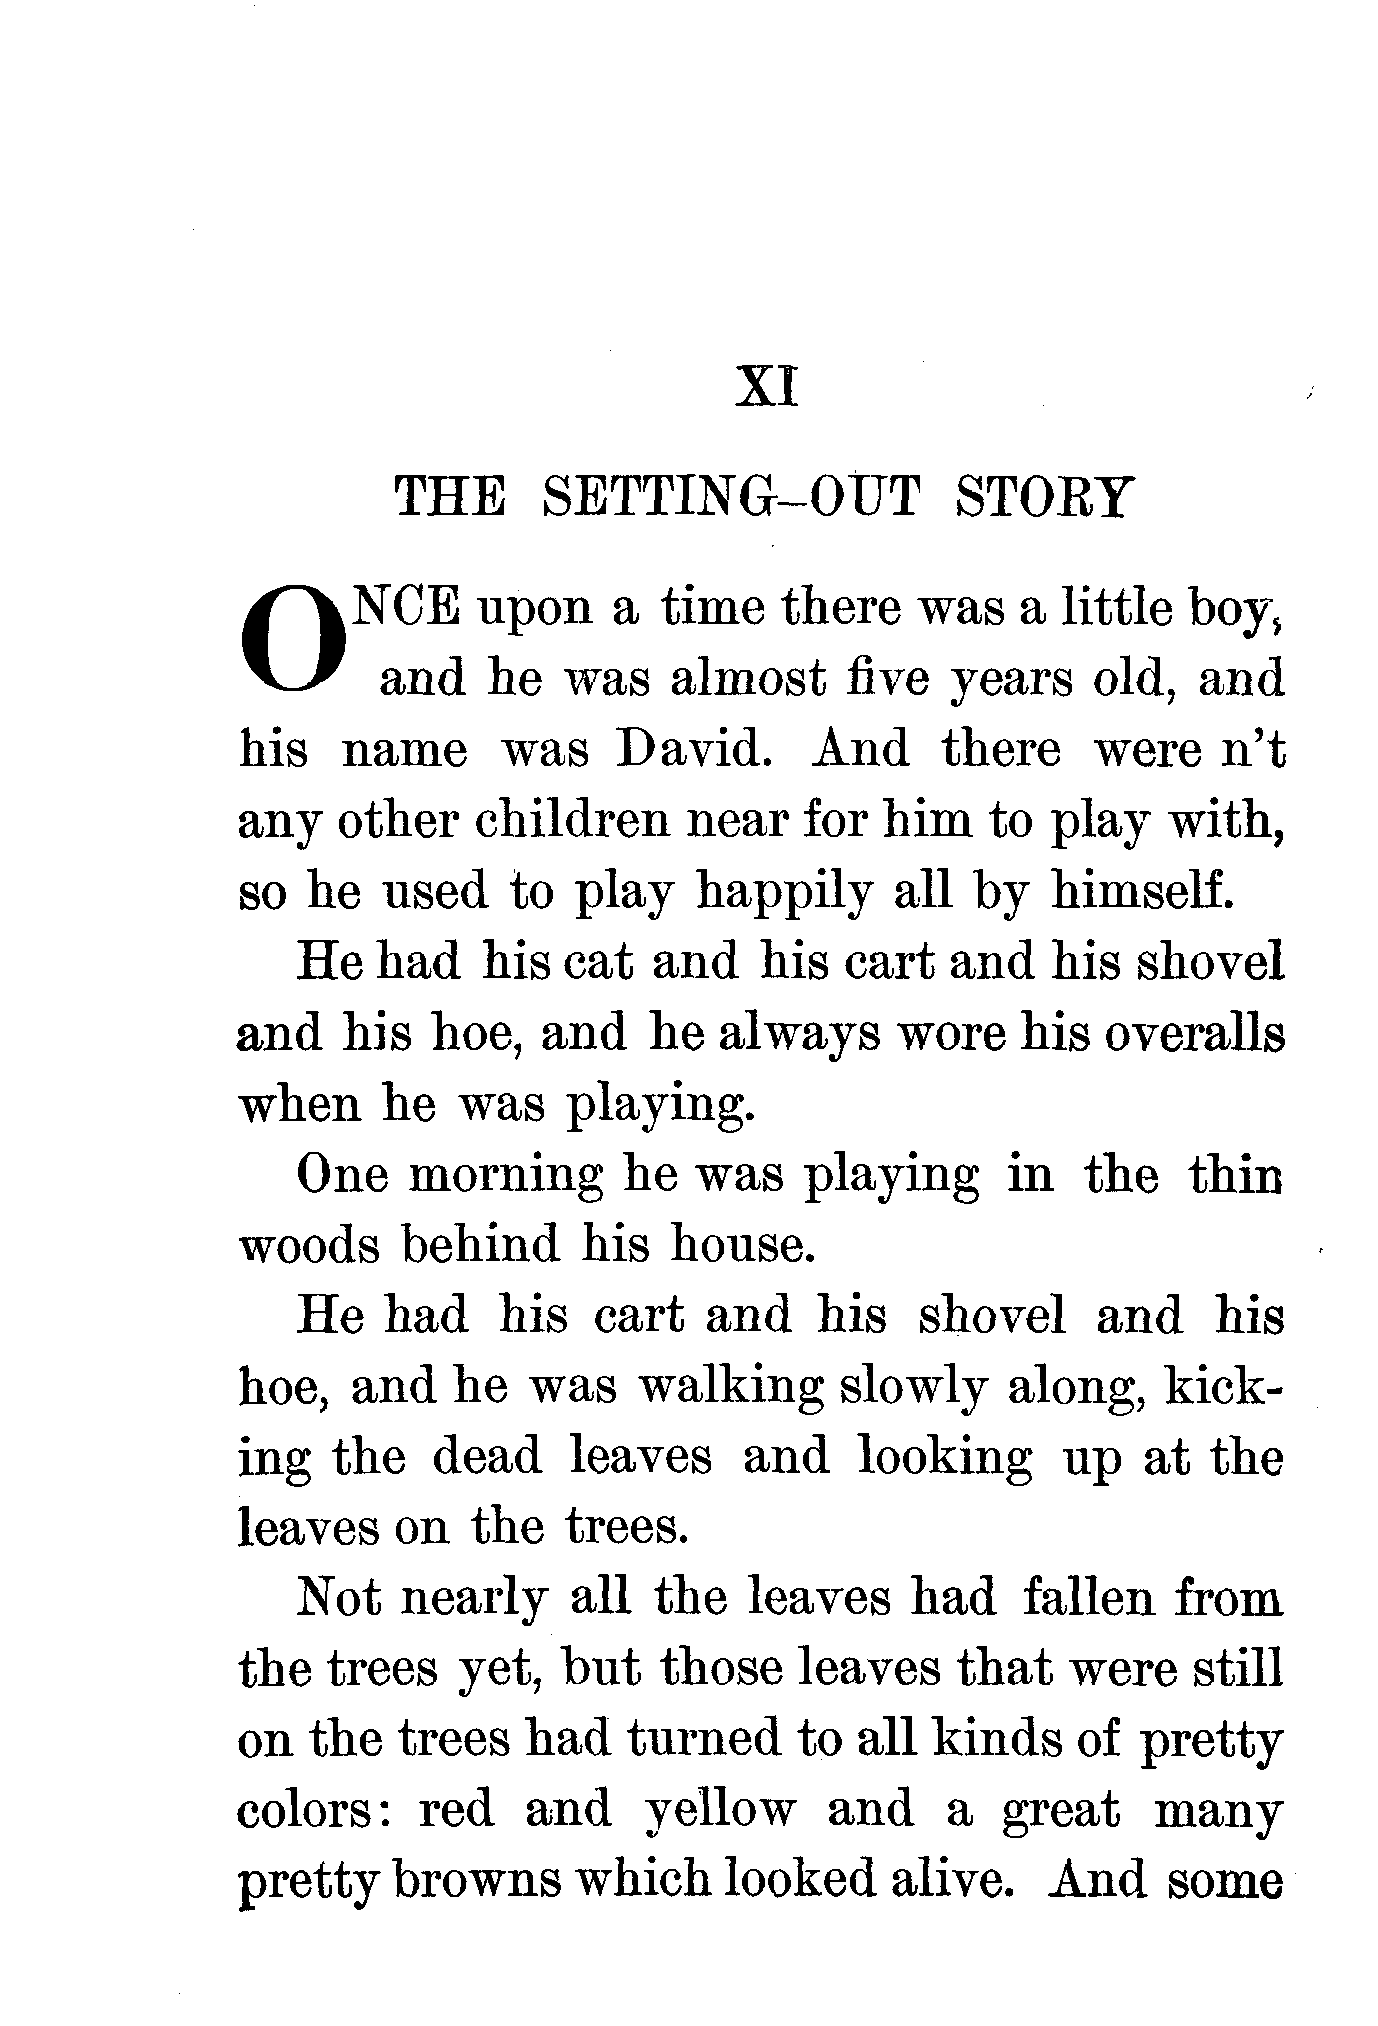 XI
THE SETTING-OUT STORY
ONCE upon a time there was a little boy,
and he was almost five years old, and
his name was David. And there were n't
any other children near for him to play with,
so he used to play happily all by himself.
He had his cat and his cart and his shovel
and his hoe, and he always wore his overalls
when he was playing.
One morning he was playing in the thin
woods behind his house.
He had his cart and his shovel and his
hoe, and he was walking slowly along, kick-
ing the dead leaves and looking up at the
leaves on the trees.
Not nearly all the leaves had fallen from
the trees yet, but those leaves that were still
on the trees had turned to all kinds of pretty
colors: red and yellow and a great many
pretty browns which looked alive. And some